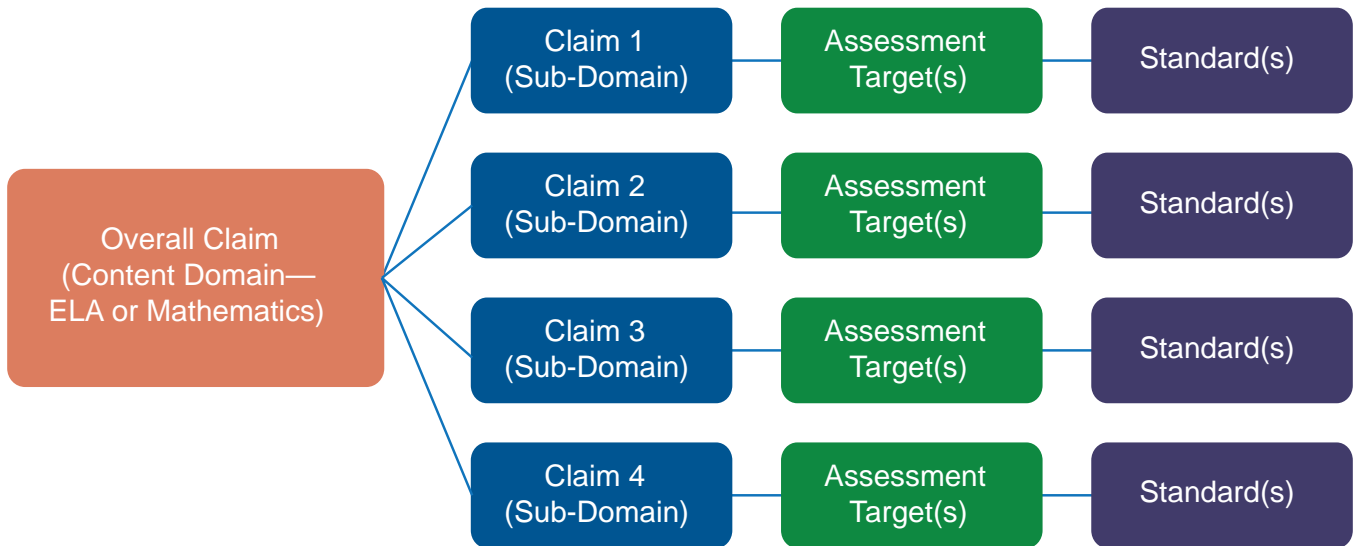 Overall Claim
(Content Domain—
ELA or Mathematics)
Claim 1
(Sub-Domain)
Assessment
Target(s)
Standard(s)
Claim 2
(Sub-Domain)
Assessment
Target(s)
Standard(s)
Claim 3
(Sub-Domain)
Assessment
Target(s)
Standard(s)
Claim 4
(Sub-Domain)
Assessment
Target(s)
Standard(s)